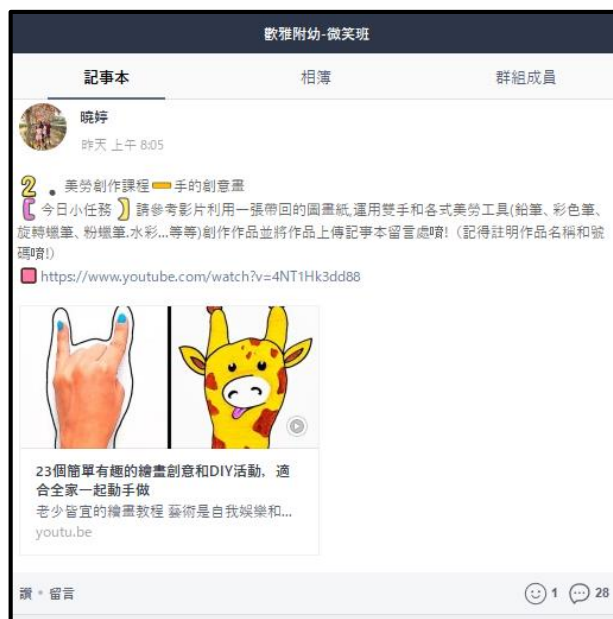 歡雅附幼-微笑班
記事本 相簿 群組成員
曉婷
昨天 上午 8:05
2 . 美勞創作課程➖手的創意畫
【 今日小任務 】請參考影片利用一張帶回的圖畫紙,運用雙手和各式美勞工具(鉛筆、彩色筆、
旋轉蠟筆、粉蠟筆.水彩...等等)創作作品並將作品上傳記事本留言處唷!（記得註明作品名稱和號
碼唷!）
https://www.youtube.com/watch?v=4NT1Hk3dd88
23個簡單有趣的繪畫創意和DIY活動，適
合全家一起動手做
老少皆宜的繪畫教程 藝術是自我娛樂和...
youtu.be
讚・留言 1 28